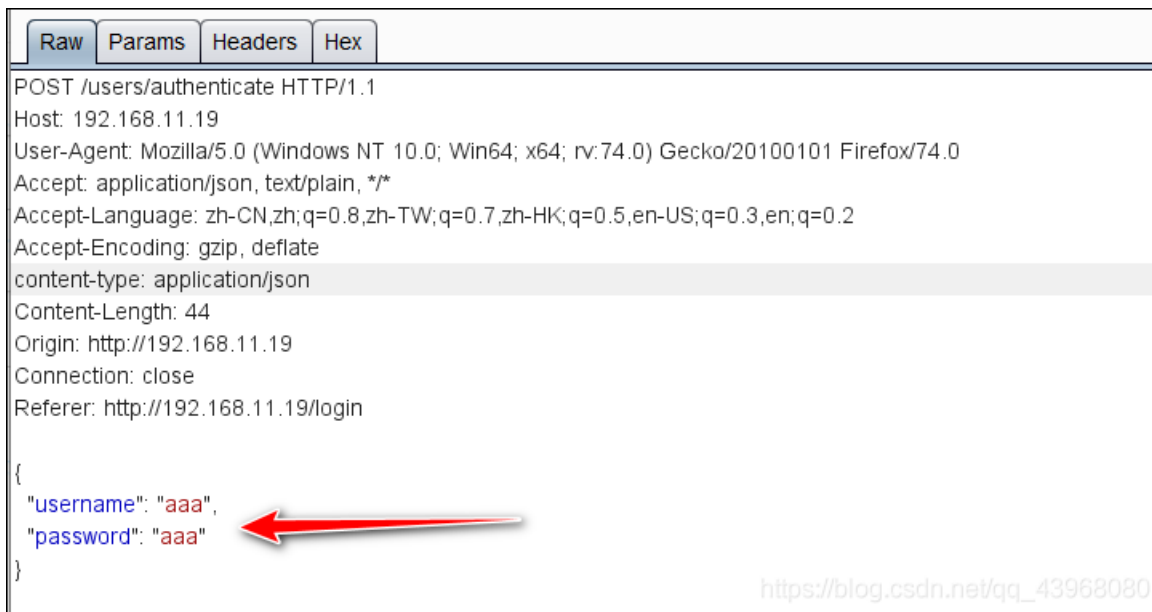 Raw Params Headers Hex
POST /users/authenticate HTTP/1.1
Host: 192.168.11.19
User-Agent: Mozilla/5.0 (Windows NT 10.0; Win64; x64; rv:74.0) Gecko/20100101 Firefox/74.0
Accept: application/json, text/plain, */*
Accept-Language: zh-CN,zh;q=0.8,zh-TW;q=0.7,zh-HK;q=0.5,en-US;q=0.3,en;q=0.2
Accept-Encoding: gzip, deflate
content-type: application/json
Content-Length: 44
Origin: http://192.168.11.19
Connection: close
Referer: http://192.168.11.19/login
{
"username": "aaa",
"password": "aaa"
}
https://blog.csdn.net/qq_43968080